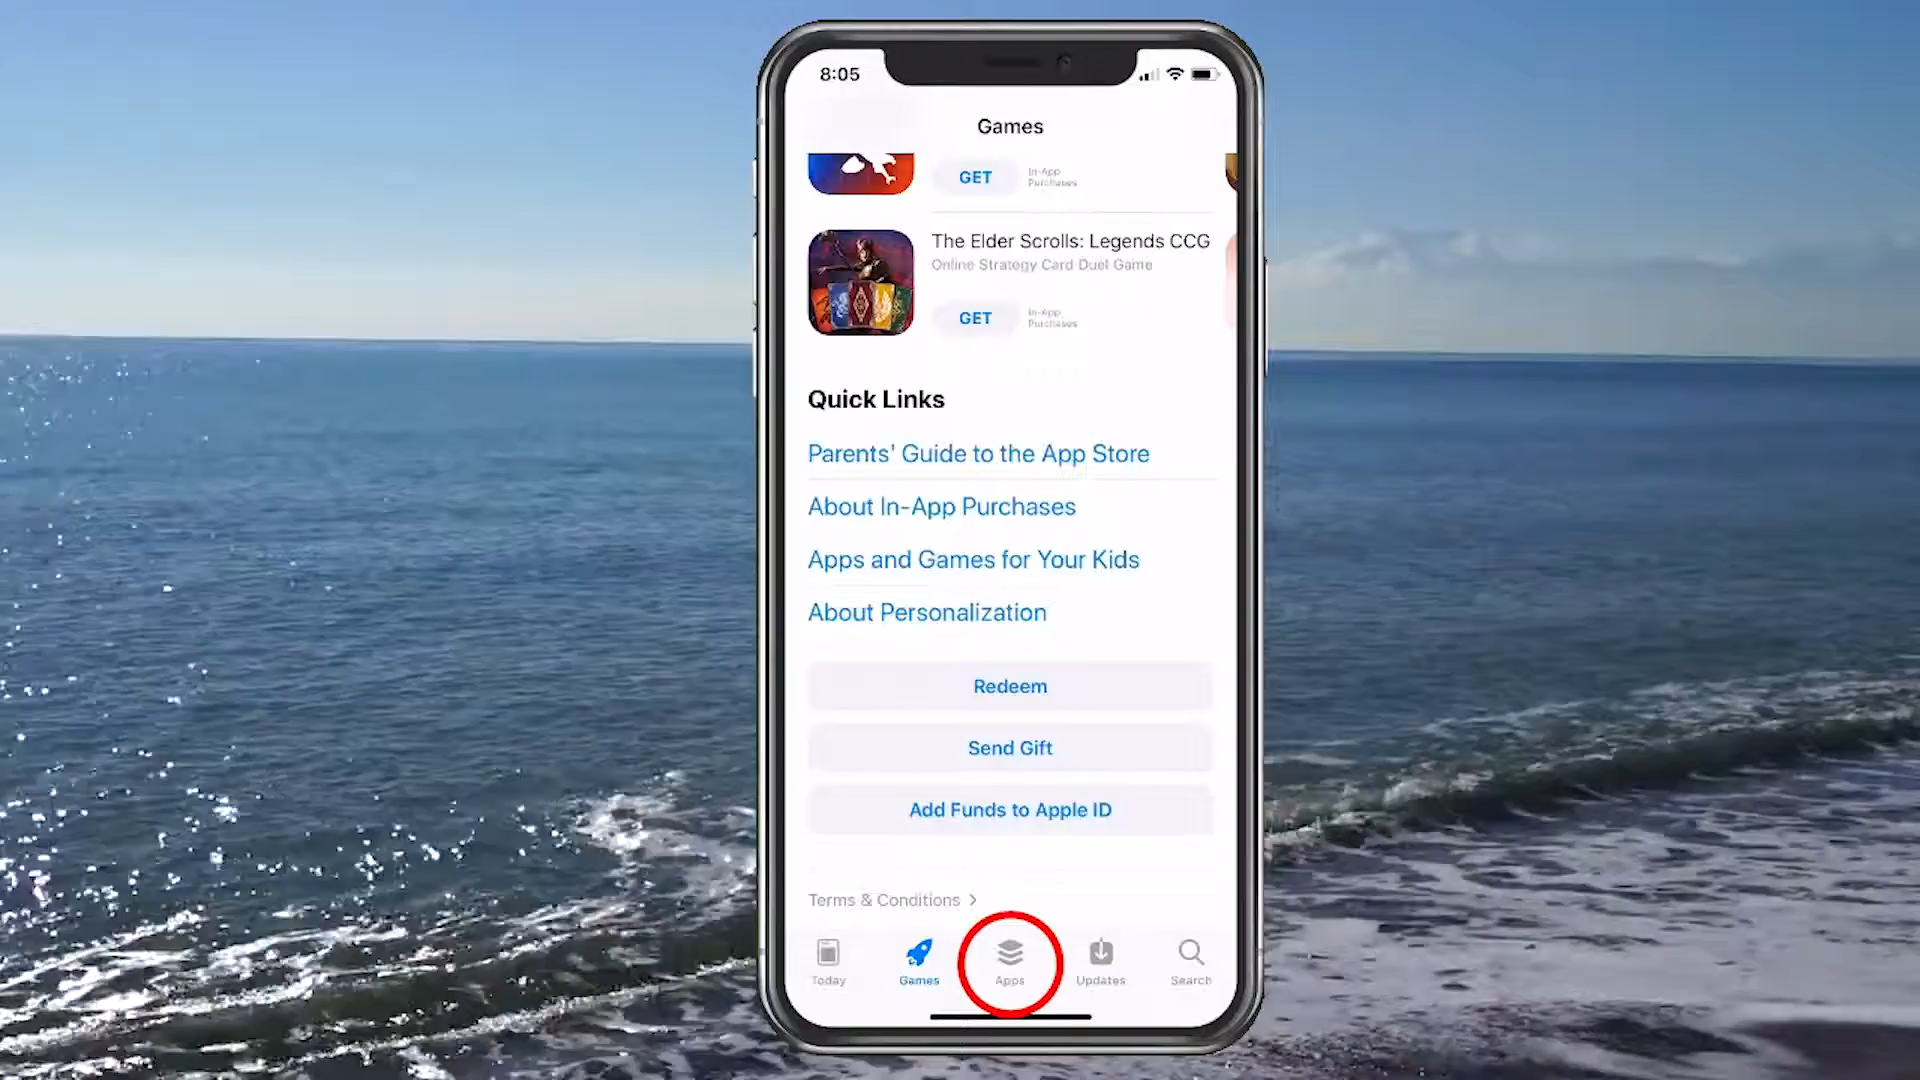 8:05
Games
GET
In-App
Purchases
The Elder Scrolls: Legends CCG
Online Strategy Card Duel Game
GET
In-App
Purchases
Quick Links
Parents' Guide to the App Store
About In-App Purchases
Apps and Games for Your Kids
About Personalization
Redeem
Send Gift
Add Funds to Apple ID
Terms & Conditions >
Today
Games
Apps
Updates
Search